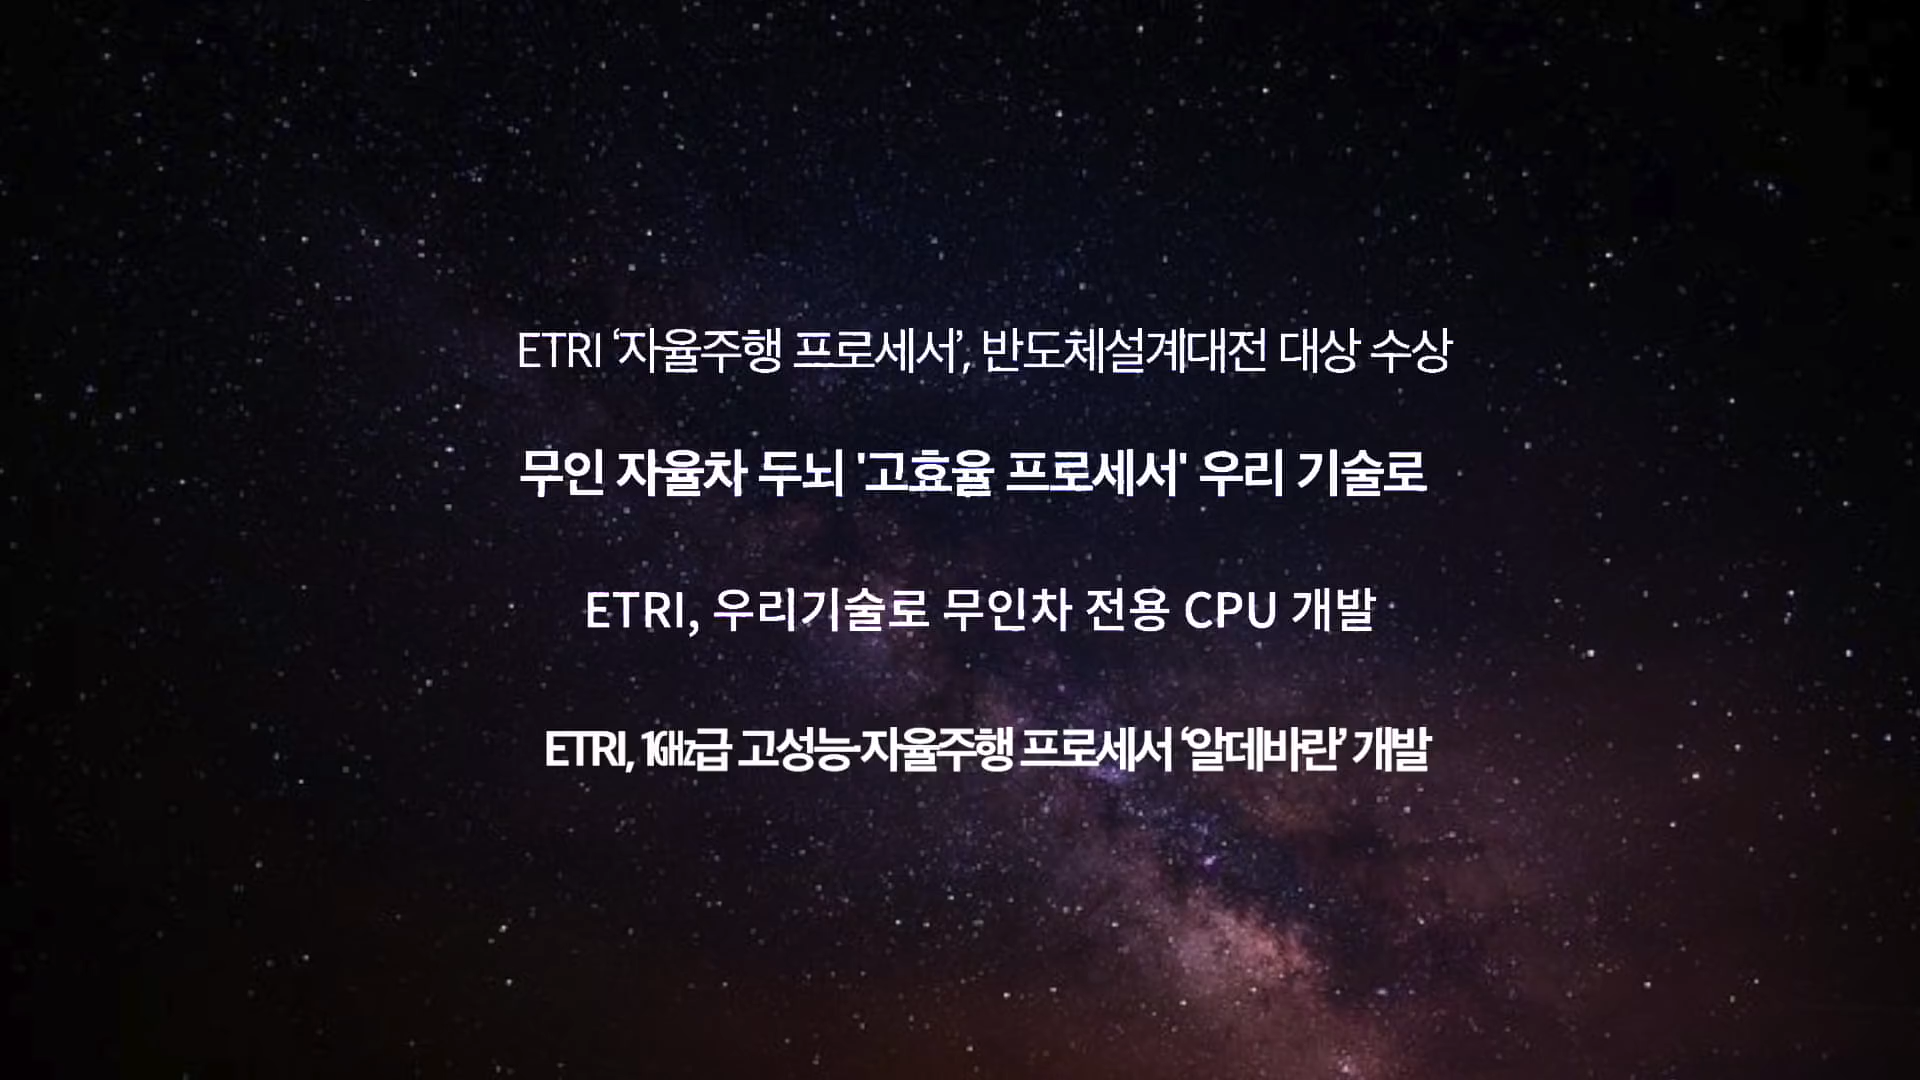 ETRI ‘자율주행 프로세서’, 반도체설계대전 대상 수상
무인 자율차 두뇌 '고효율 프로세서' 우리 기술로
ETRI, 우리기술로 무인차 전용 CPU 개발
ETRI, 1㎓급 고성능·자율주행 프로세서 ‘알데바란’ 개발